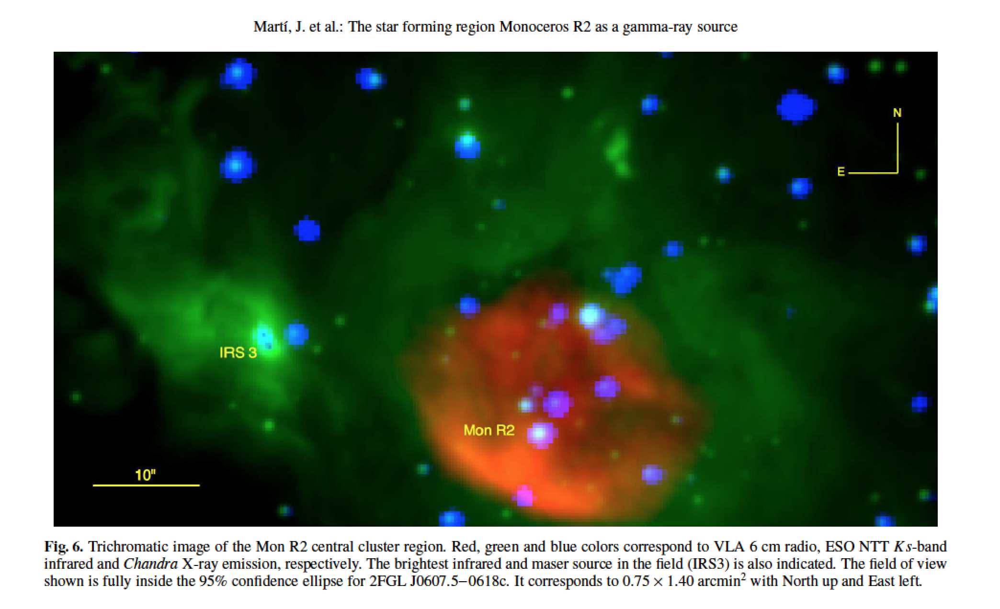 Martí, J. et al.: The star forming region Monoceros R2 as a gamma-ray source
N
E
IRS 3
Mon R2
10"
Fig. 6. Trichromatic image of the Mon R2 central cluster region. Red, green and blue colors correspond to VLA 6 cm radio, ESO NTT Ks-band
infrared and Chandra X-ray emission, respectively. The brightest infrared and maser source in the field (IRS3) is also indicated. The field of view
shown is fully inside the 95% confidence ellipse for 2FGL J0607.5−0618c. It corresponds to 0.75 × 1.40 arcmin² with North up and East left.